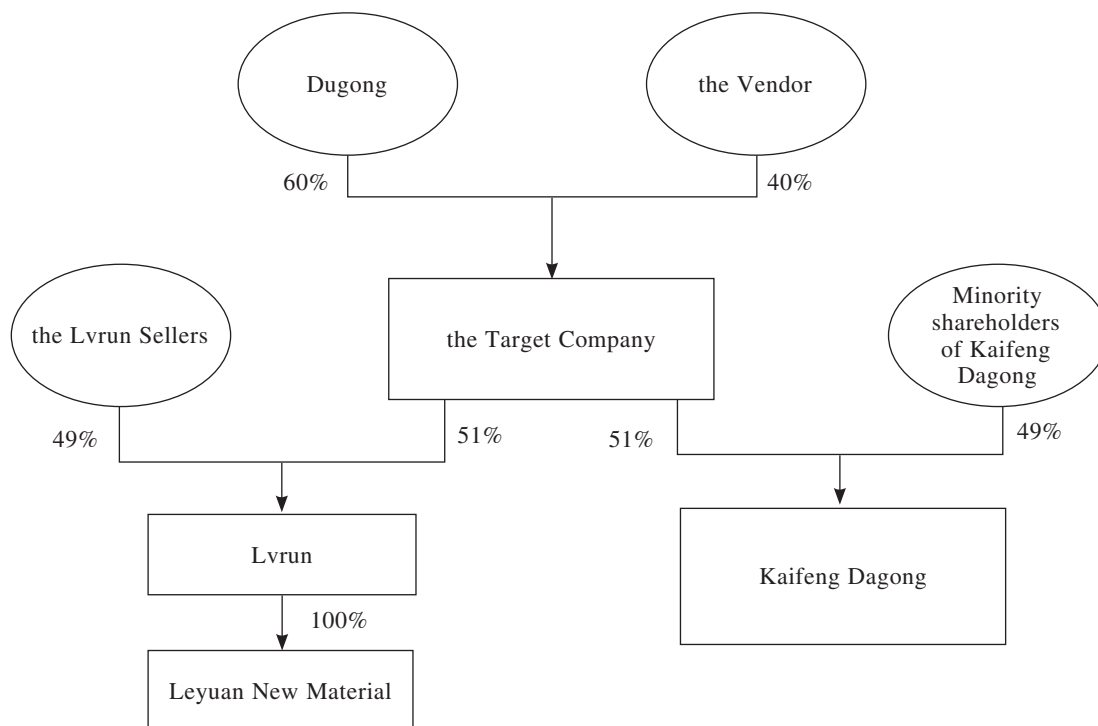 Dugong
the Vendor
60%
40%
the Lvrun Sellers
the Target Company
Minority
shareholders
of Kaifeng
Dagong
49%
51%
51%
49%
Lvrun
Kaifeng Dagong
100%
Leyuan New Material